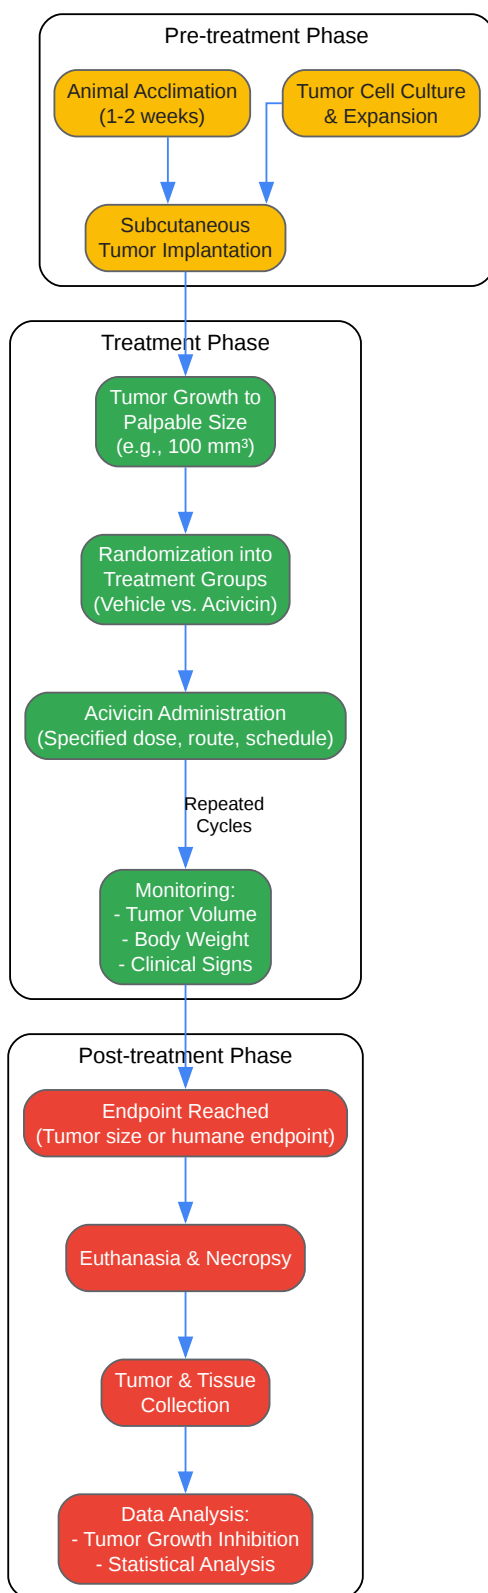 Pre-treatment Phase
Animal Acclimation
(1-2 weeks)
Tumor Cell Culture
& Expansion
Subcutaneous
Tumor Implantation
Treatment Phase
Tumor Growth to
Palpable Size
(e.g., 100 mm³)
Randomization into
Treatment Groups
(Vehicle vs. Acivicin)
Acivicin Administration
(Specified dose, route, schedule)
Repeated
Cycles
Monitoring:
- Tumor Volume
- Body Weight
- Clinical Signs
Post-treatment Phase
Endpoint Reached
(Tumor size or humane endpoint)
Euthanasia & Necropsy
Tumor & Tissue
Collection
Data Analysis:
- Tumor Growth Inhibition
- Statistical Analysis